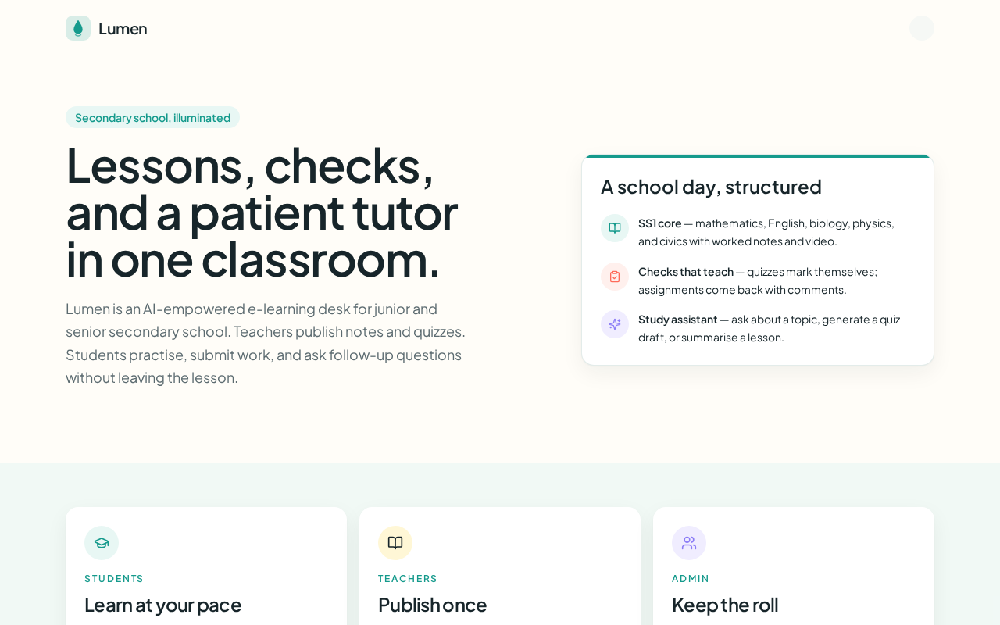 Lumen
Secondary school, illuminated
Lessons, checks,
and a patient tutor
in one classroom.
Lumen is an AI-empowered e-learning desk for junior and
senior secondary school. Teachers publish notes and quizzes.
Students practise, submit work, and ask follow-up questions
without leaving the lesson.
A school day, structured
SS1 core — mathematics, English, biology, physics,
and civics with worked notes and video.
Checks that teach — quizzes mark themselves;
assignments come back with comments.
Study assistant — ask about a topic, generate a quiz
draft, or summarise a lesson.
STUDENTS
Learn at your pace
TEACHERS
Publish once
ADMIN
Keep the roll